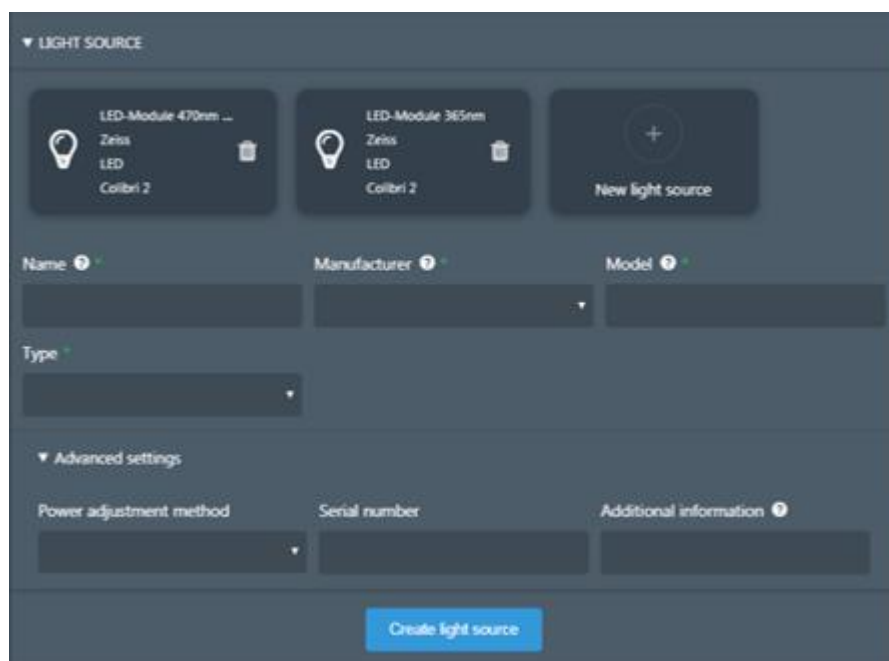 LIGHT SOURCE
LED-Module 470nm ...
Zeiss
LED
Colibri 2
LED-Module 365nm
Zeiss
LED
Colibri 2
+
New light source
Name ? *
Manufacturer ? *
Model ? *
Type *
Advanced settings
Power adjustment method
Serial number
Additional information ?
Create light source